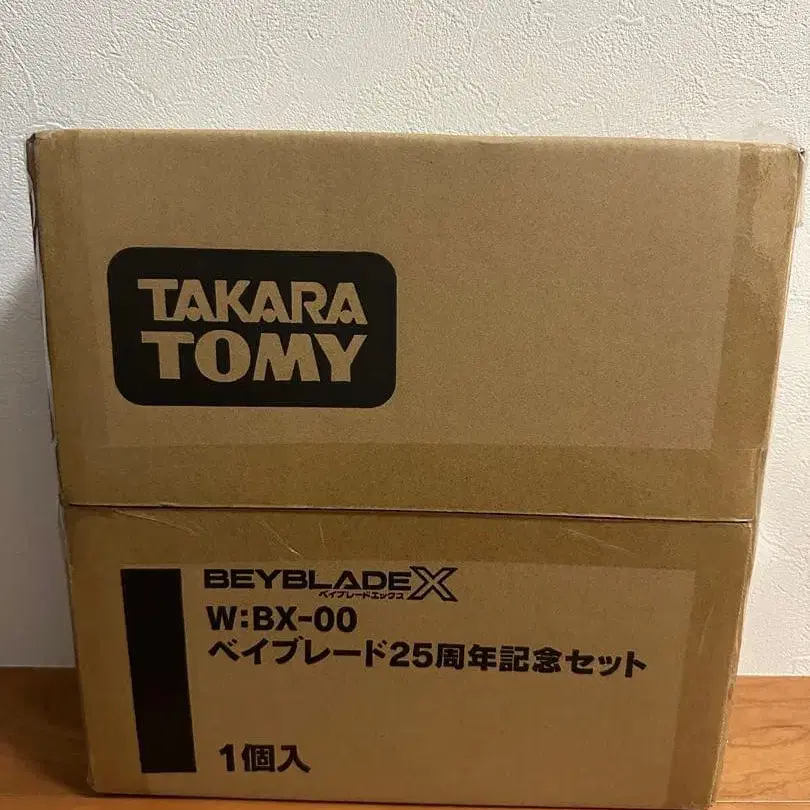 TAKARA
TOMY
BEYBLADE X
ベイブレードエックス
W:BX-00
ベイブレード25周年記念セット
1個入